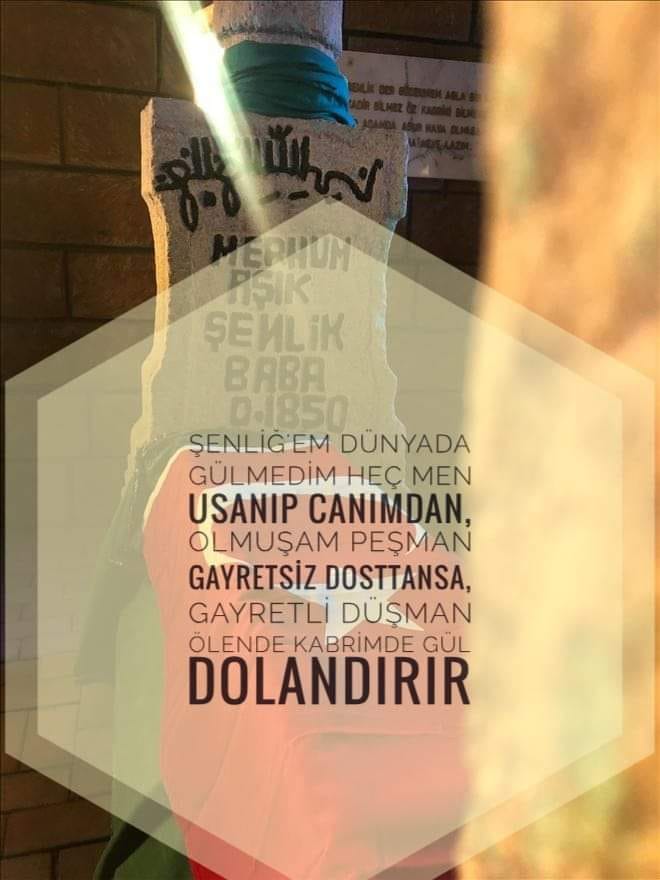 MERHUM
AŞIK
ŞENLİK
BABA
D.1850
ŞENLİĞ'EM DÜNYADA
GÜLMEDİM HEÇ MEN
USANIP CANIMDAN,
OLMUŞAM PEŞMAN
GAYRETSİZ DOSTTANSA,
GAYRETLİ DÜŞMAN
ÖLENDE KABRİMDE GÜL
DOLANDIRIR